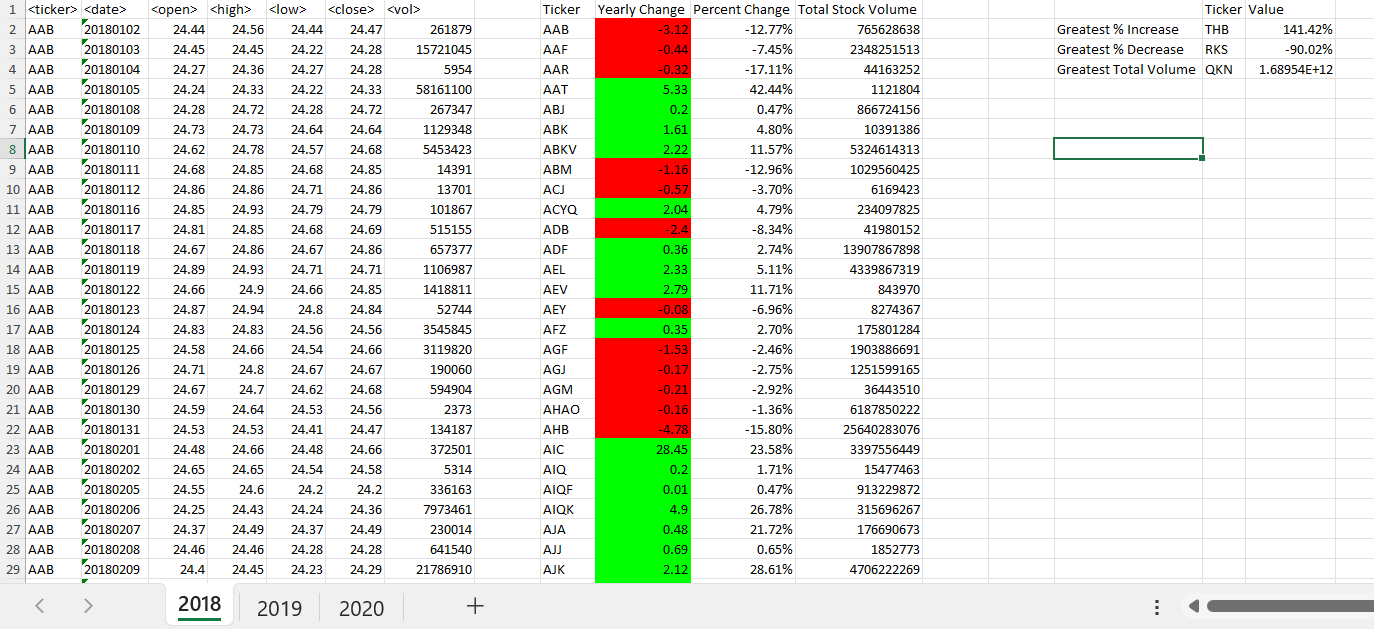 1 <ticker> <date> <open> <high> <low> <close> <vol> Ticker Yearly Change Percent Change Total Stock Volume Ticker Value
2 AAB 20180102 24.44 24.56 24.44 24.47 261879 AAB -3.12 -12.77% 765628638 Greatest % Increase THB 141.42%
3 AAB 20180103 24.45 24.45 24.22 24.28 15721045 AAF -0.44 -7.45% 2348251513 Greatest % Decrease RKS -90.02%
4 AAB 20180104 24.27 24.36 24.27 24.28 5954 AAR -0.32 -17.11% 44163252 Greatest Total Volume QKN 1.68954E+12
5 AAB 20180105 24.24 24.33 24.22 24.33 58161100 AAT 5.33 42.44% 1121804
6 AAB 20180108 24.28 24.72 24.28 24.72 267347 ABJ 0.2 0.47% 866724156
7 AAB 20180109 24.73 24.73 24.64 24.64 1129348 ABK 1.61 4.80% 10391386
8 AAB 20180110 24.62 24.78 24.57 24.68 5453423 ABKV 2.22 11.57% 5324614313
9 AAB 20180111 24.68 24.85 24.68 24.85 14391 ABM -1.16 -12.96% 1029560425
10 AAB 20180112 24.86 24.86 24.71 24.86 13701 ACJ -0.57 -3.70% 6169423
11 AAB 20180116 24.85 24.93 24.79 24.79 101867 ACYQ 2.04 4.79% 234097825
12 AAB 20180117 24.81 24.85 24.68 24.69 515155 ADB -2.4 -8.34% 41980152
13 AAB 20180118 24.67 24.86 24.67 24.86 657377 ADF 0.36 2.74% 13907867898
14 AAB 20180119 24.89 24.93 24.71 24.71 1106987 AEL 2.33 5.11% 4339867319
15 AAB 20180122 24.66 24.9 24.66 24.85 1418811 AEV 2.79 11.71% 843970
16 AAB 20180123 24.87 24.94 24.8 24.84 52744 AEY -0.08 -6.96% 8274367
17 AAB 20180124 24.83 24.83 24.56 24.56 3545845 AFZ 0.35 2.70% 175801284
18 AAB 20180125 24.58 24.66 24.54 24.66 3119820 AGF -1.53 -2.46% 1903886691
19 AAB 20180126 24.71 24.8 24.67 24.67 190060 AGJ -0.17 -2.75% 1251599165
20 AAB 20180129 24.67 24.7 24.62 24.68 594904 AGM -0.21 -2.92% 36443510
21 AAB 20180130 24.59 24.64 24.53 24.56 2373 AHAO -0.16 -1.36% 6187850222
22 AAB 20180131 24.53 24.53 24.41 24.47 134187 AHB -4.78 -15.80% 25640283076
23 AAB 20180201 24.48 24.66 24.48 24.66 372501 AIC 28.45 23.58% 3397556449
24 AAB 20180202 24.65 24.65 24.54 24.58 5314 AIQ 0.2 1.71% 15477463
25 AAB 20180205 24.55 24.6 24.2 24.2 336163 AIQF 0.01 0.47% 913229872
26 AAB 20180206 24.25 24.43 24.24 24.36 7973461 AIQK 4.9 26.78% 315696267
27 AAB 20180207 24.37 24.49 24.37 24.49 230014 AJA 0.48 21.72% 176690673
28 AAB 20180208 24.46 24.46 24.28 24.28 641540 AJJ 0.69 0.65% 1852773
29 AAB 20180209 24.4 24.45 24.23 24.29 21786910 AJK 2.12 28.61% 4706222269
2018 2019 2020